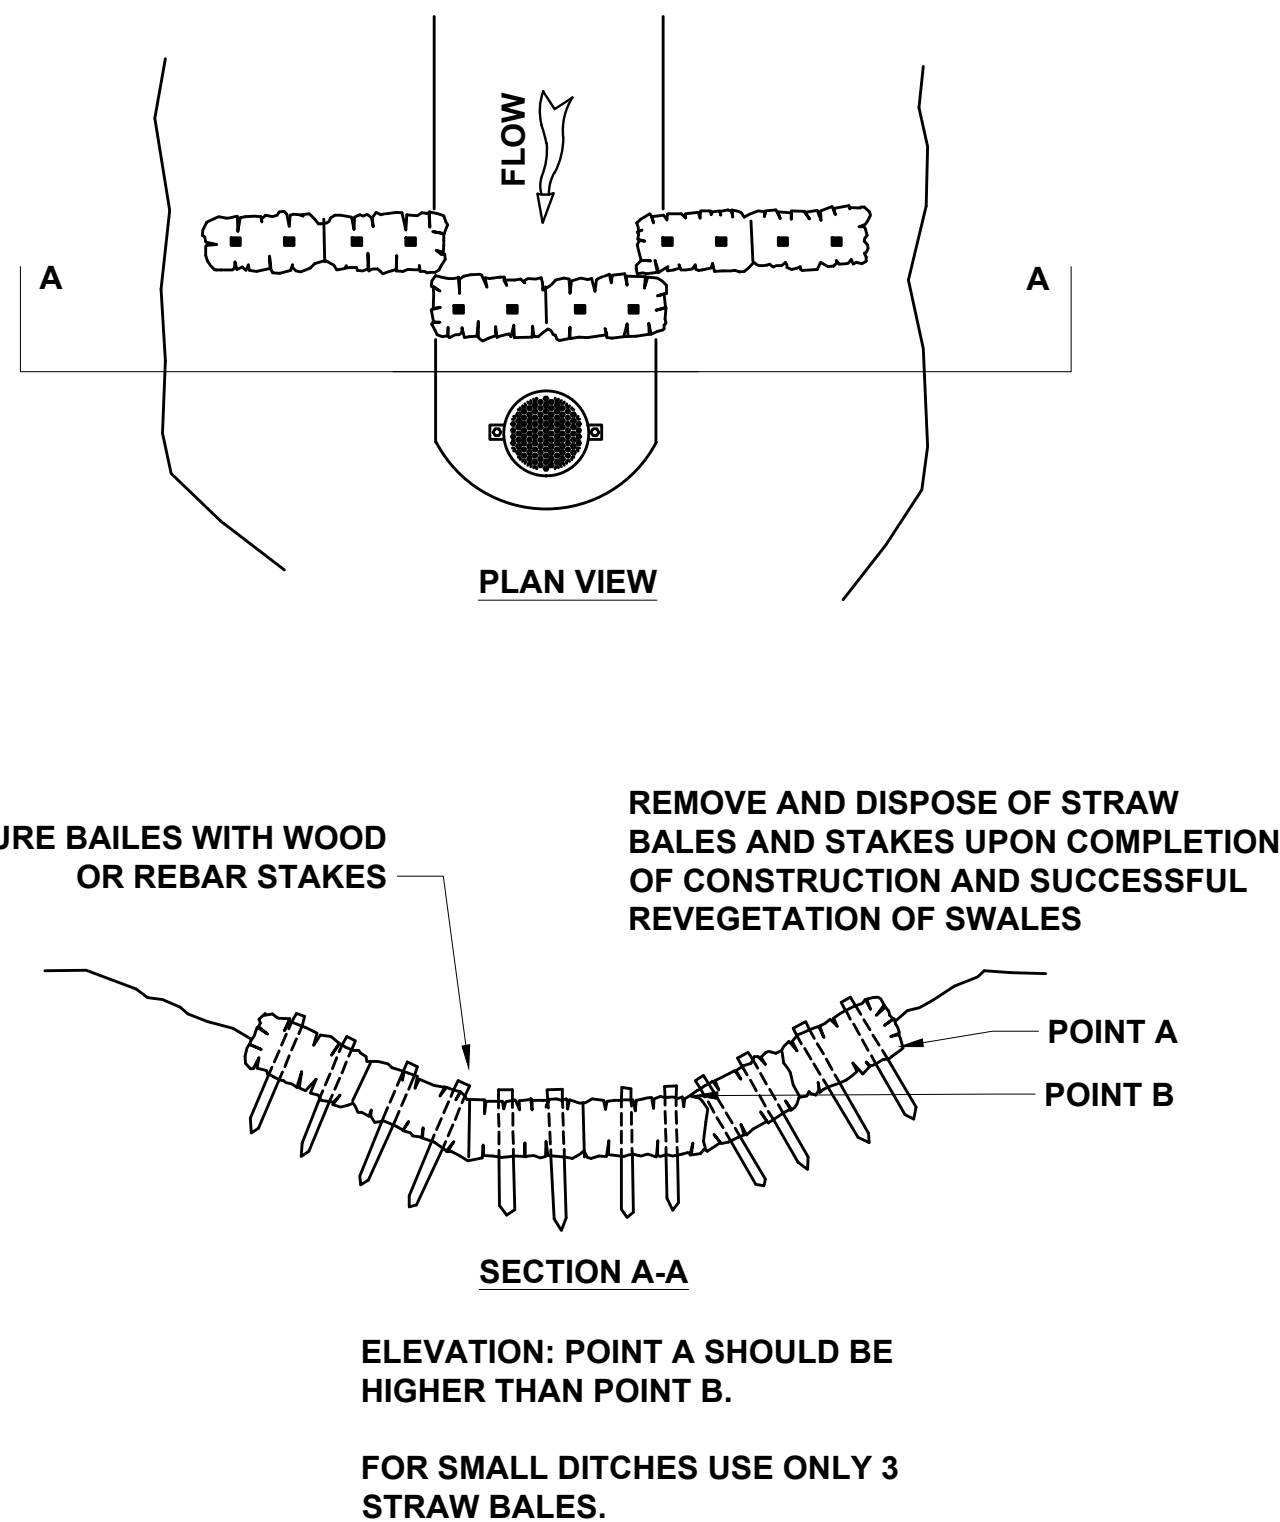 FLOW
A
A
PLAN VIEW
URE BAILES WITH WOOD
OR REBAR STAKES
REMOVE AND DISPOSE OF STRAW
BALES AND STAKES UPON COMPLETION
OF CONSTRUCTION AND SUCCESSFUL
REVEGETATION OF SWALES
POINT A
POINT B
SECTION A-A
ELEVATION: POINT A SHOULD BE
HIGHER THAN POINT B.
FOR SMALL DITCHES USE ONLY 3
STRAW BALES.